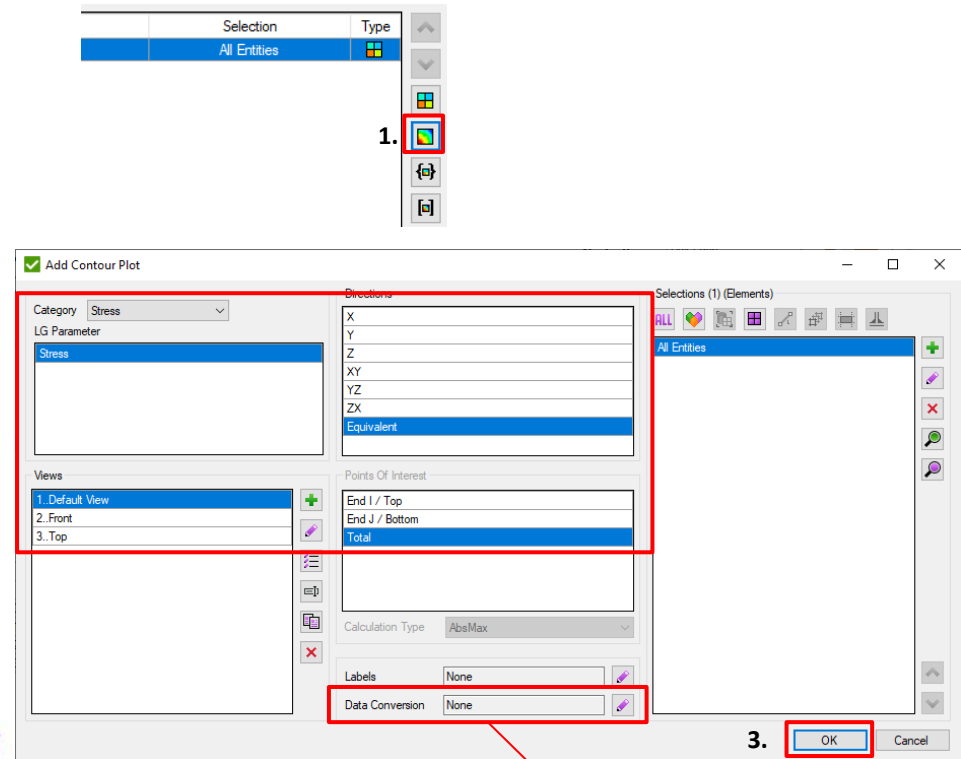 Selection Type
All Entities
1.
Add Contour Plot
Category Stress
LG Parameter
Stress
Directions
X
Y
Z
XY
YZ
ZX
Equivalent
Selections (1) (Elements)
ALL
All Entities
Views
1..Default View
2..Front
3..Top
Points Of Interest
End I / Top
End J / Bottom
Total
Calculation Type AbsMax
Labels None
Data Conversion None
3. OK Cancel